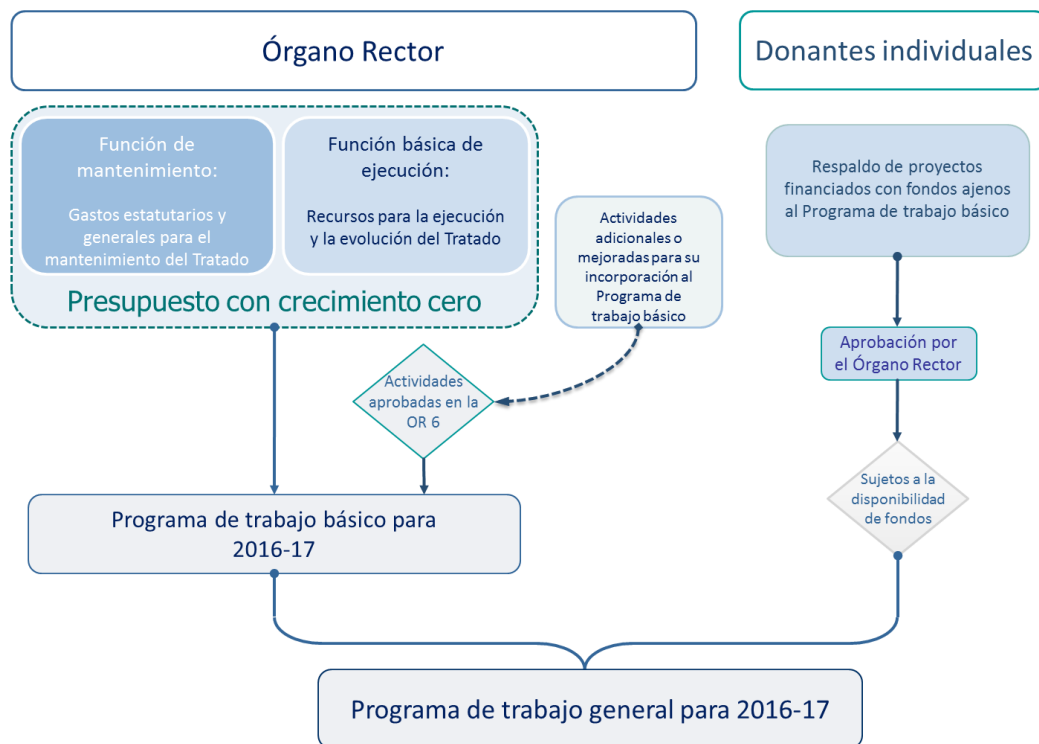 Órgano Rector
Donantes individuales
Función de
mantenimiento:
Gastos estatutarios y
generales para el
mantenimiento del Tratado
Función básica de
ejecución:
Recursos para la ejecución
y la evolución del Tratado
Presupuesto con crecimiento cero
Actividades
adicionales o
mejoradas para su
incorporación al
Programa de
trabajo básico
Respaldo de proyectos
financiados con fondos ajenos
al Programa de trabajo básico
Aprobación por
el Órgano Rector
Actividades
aprobadas en la
OR 6
Sujetos a la
disponibilidad
de fondos
Programa de trabajo básico para
2016-17
Programa de trabajo general para 2016-17